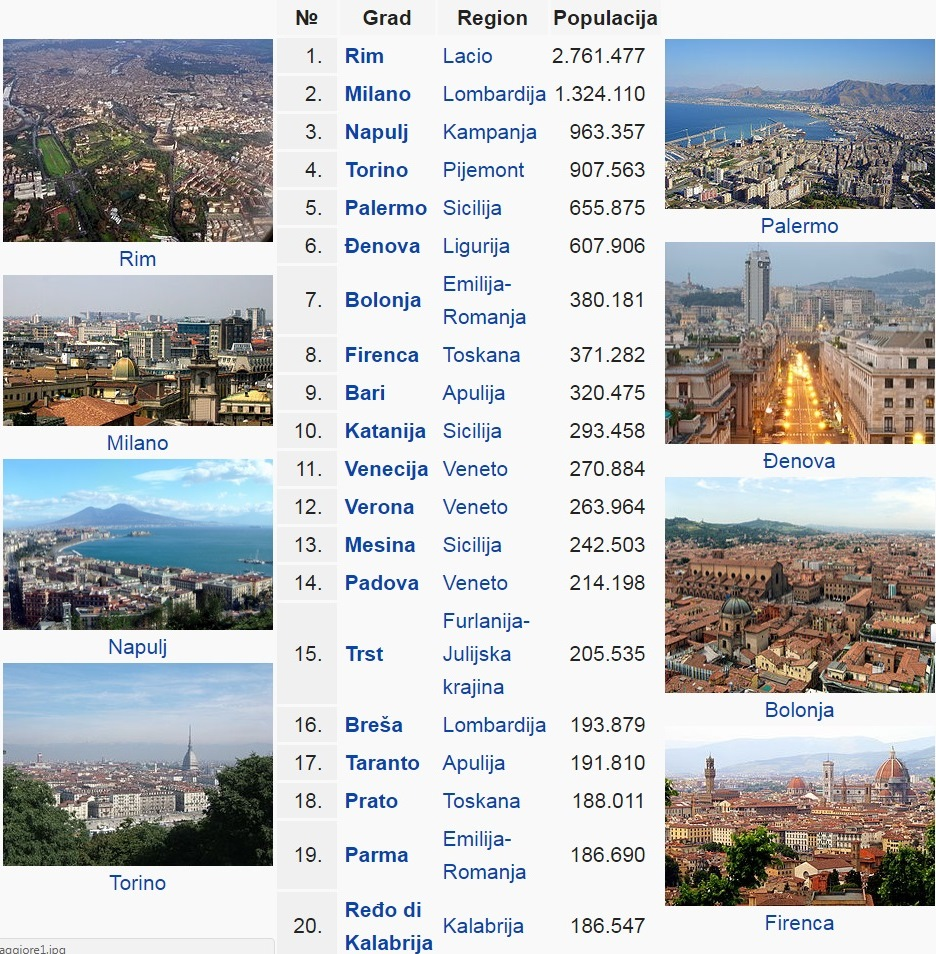 № Grad Region Populacija
1. Rim Lacio 2.761.477
2. Milano Lombardija 1.324.110
3. Napulj Kampanja 963.357
4. Torino Pijemont 907.563
5. Palermo Sicilija 655.875
6. Đenova Ligurija 607.906
7. Bolonja Emilija-
Romanja 380.181
8. Firenca Toskana 371.282
9. Bari Apulija 320.475
10. Katanija Sicilija 293.458
11. Venecija Veneto 270.884
12. Verona Veneto 263.964
13. Mesina Sicilija 242.503
14. Padova Veneto 214.198
15. Trst Furlanija-
Julijska
krajina 205.535
16. Breša Lombardija 193.879
17. Taranto Apulija 191.810
18. Prato Toskana 188.011
19. Parma Emilija-
Romanja 186.690
20. Ređo di
Kalabrija Kalabrija 186.547
Rim
Milano
Napulj
Torino
Palermo
Đenova
Bolonja
Firenca
aggiore1.jpg